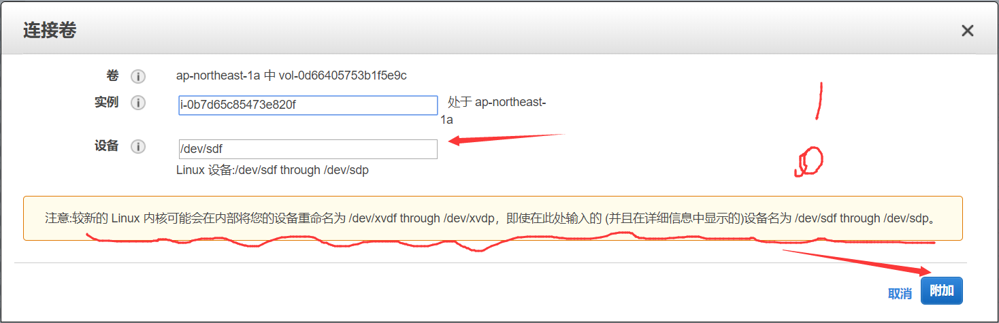 连接卷
卷 ap-northeast-1a 中 vol-0d66405753b1f5e9c
实例 i-0b7d65c85473e820f 处于 ap-northeast-
1a
设备 /dev/sdf
Linux 设备:/dev/sdf through /dev/sdp
注意:较新的 Linux 内核可能会在内部将您的设备重命名为 /dev/xvdf through /dev/xvdp，即使在此处输入的 (并且在详细信息中显示的)设备名为 /dev/sdf through /dev/sdp。
取消 附加